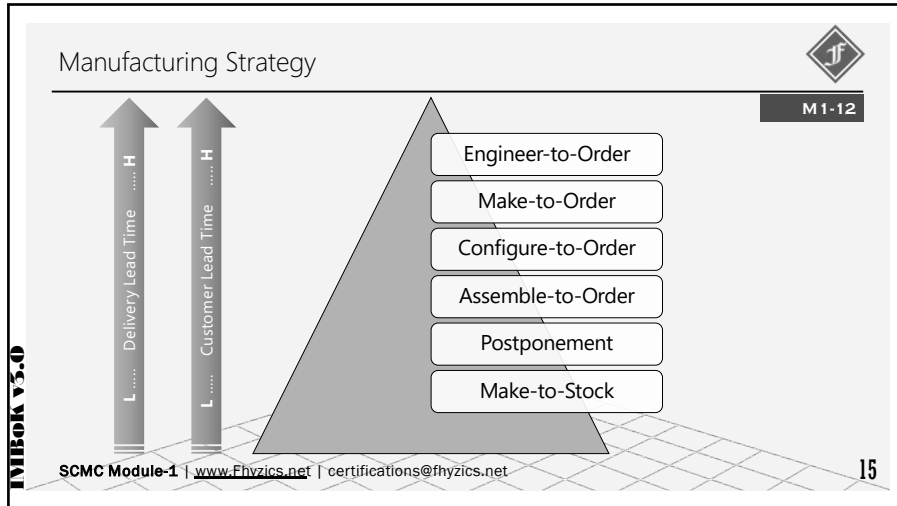 Manufacturing Strategy
M1-12
L ..... Delivery Lead Time ..... H
L ..... Customer Lead Time ..... H
Engineer-to-Order
Make-to-Order
Configure-to-Order
Assemble-to-Order
Postponement
Make-to-Stock
IMBoK v3.0
SCMC Module-1 | www.Fhyzics.net | certifications@fhyzics.net
15